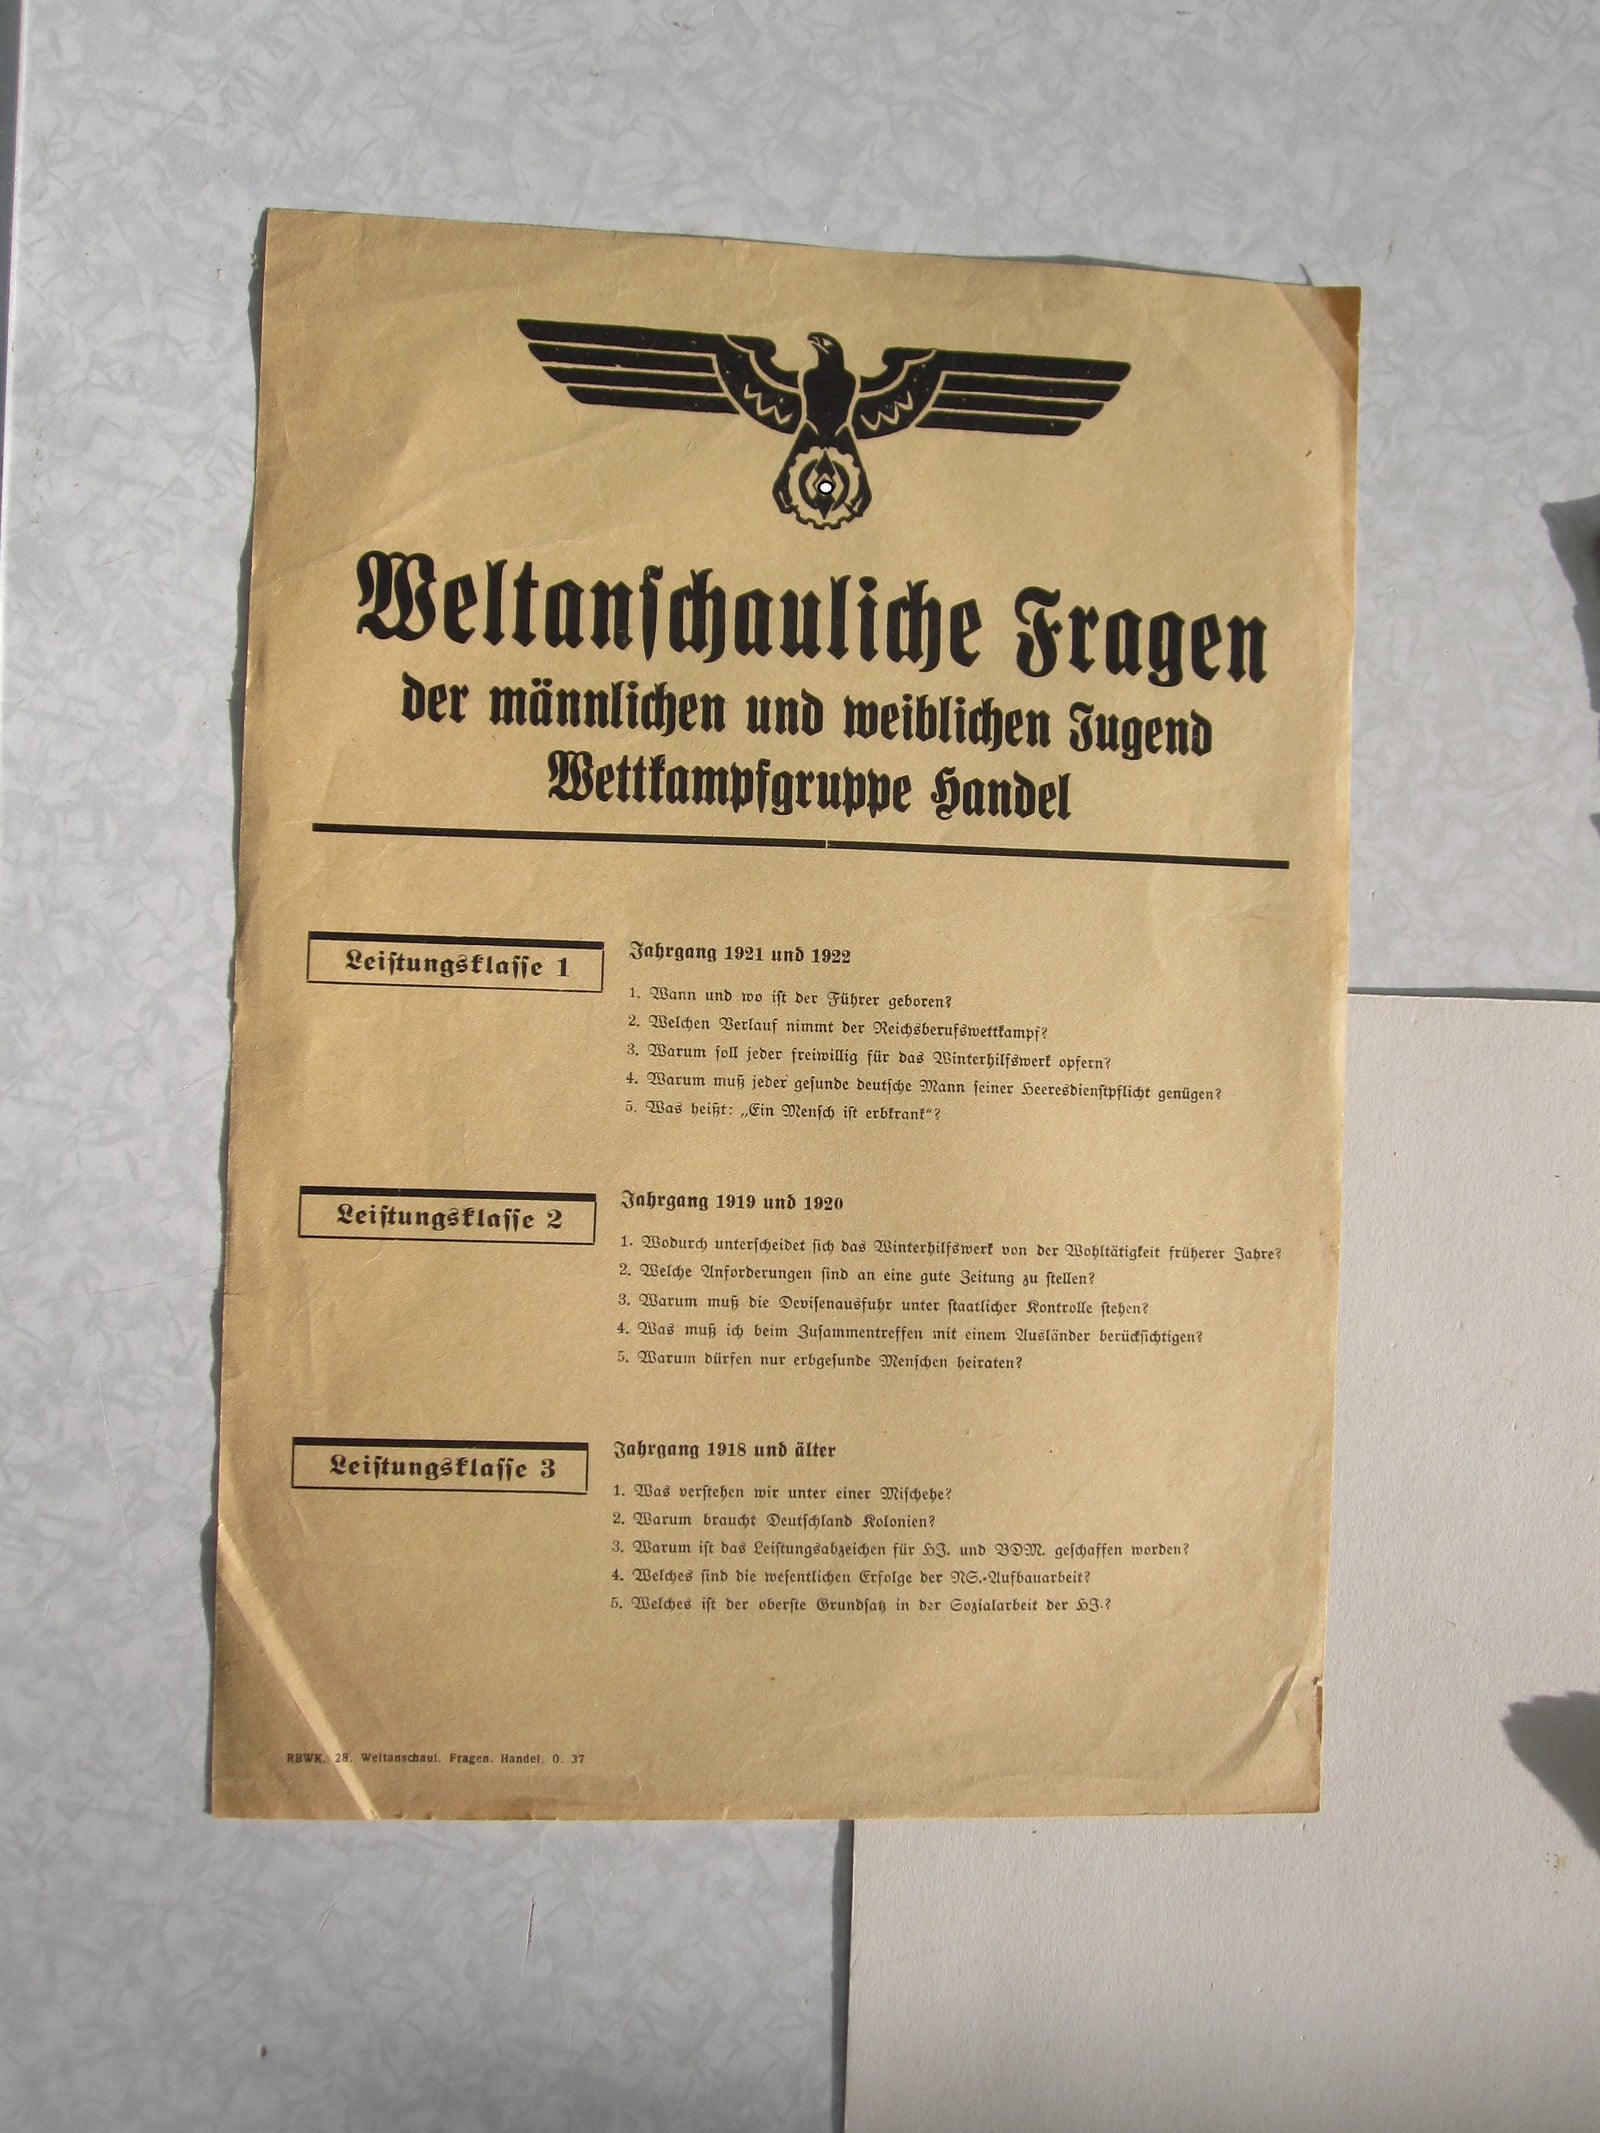 Weltanschauliche Fragen
der männlichen und weiblichen Jugend
Wettkampfgruppe Handel
Leistungsklasse 1
Jahrgang 1921 und 1922
1. Wann und wo ist der Führer geboren?
2. Welchen Verlauf nimmt der Reichsberufswettkampf?
3. Warum soll jeder freiwillig für das Winterhilfswerk opfern?
4. Warum muß jeder gesunde deutsche Mann seiner Heeresdienstpflicht genügen?
5. Was heißt: „Ein Mensch ist erbkrank“?
Leistungsklasse 2
Jahrgang 1919 und 1920
1. Wodurch unterscheidet sich das Winterhilfswerk von der Wohltätigkeit früherer Jahre?
2. Welche Anforderungen sind an eine gute Zeitung zu stellen?
3. Warum muß die Devisenausfuhr unter staatlicher Kontrolle stehen?
4. Was muß ich beim Zusammentreffen mit einem Ausländer berücksichtigen?
5. Warum dürfen nur erbgesunde Menschen heiraten?
Leistungsklasse 3
Jahrgang 1918 und älter
1. Was verstehen wir unter einer Mischehe?
2. Warum braucht Deutschland Kolonien?
3. Warum ist das Leistungsabzeichen für HJ. und BDM. geschaffen worden?
4. Welches sind die wesentlichen Erfolge der NS.-Aufbauarbeit?
5. Welches ist der oberste Grundsatz in der Sozialarbeit der HJ.?
RBWK. 28. Weltanschaul. Fragen. Handel. O. 37